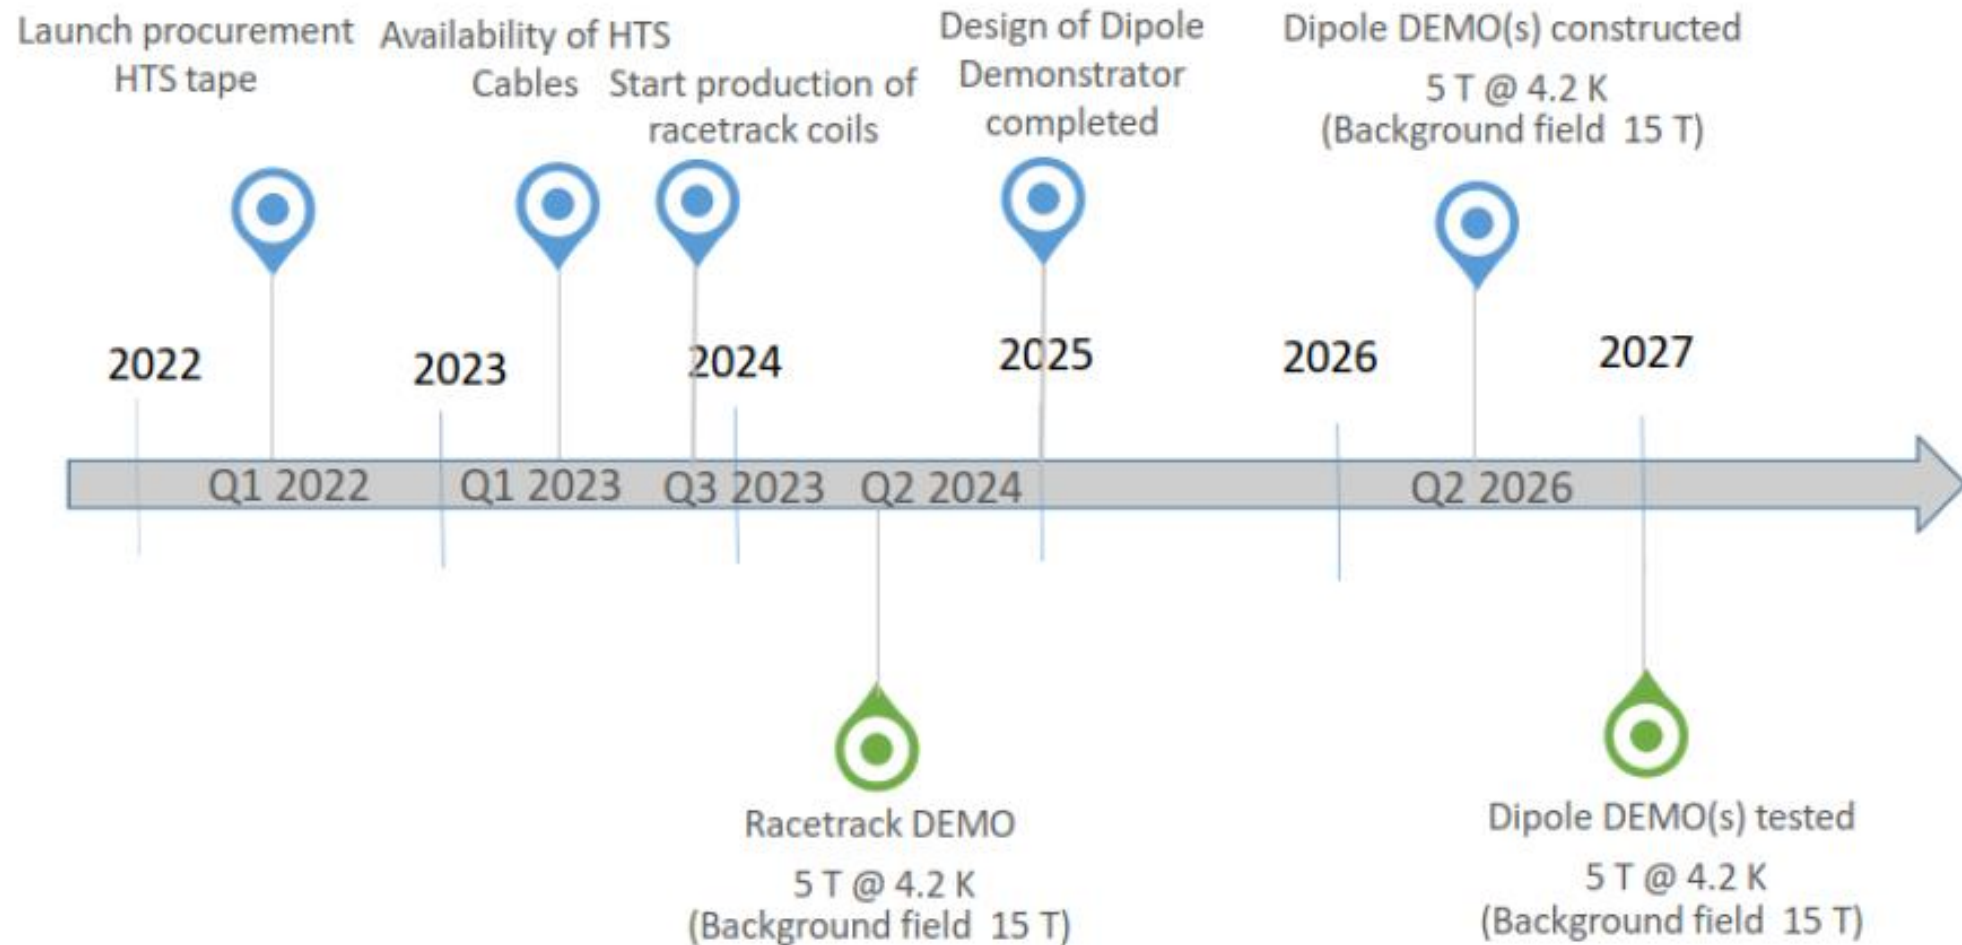 Launch procurement
HTS tape
Availability of HTS
Cables
Start production of
racetrack coils
Design of Dipole
Demonstrator
completed
Dipole DEMO(s) constructed
5 T @ 4.2 K
(Background field 15 T)
2022
2023
2024
2025
2026
2027
Q1 2022
Q1 2023
Q3 2023
Q2 2024
Q2 2026
Racetrack DEMO
5 T @ 4.2 K
(Background field 15 T)
Dipole DEMO(s) tested
5 T @ 4.2 K
(Background field 15 T)